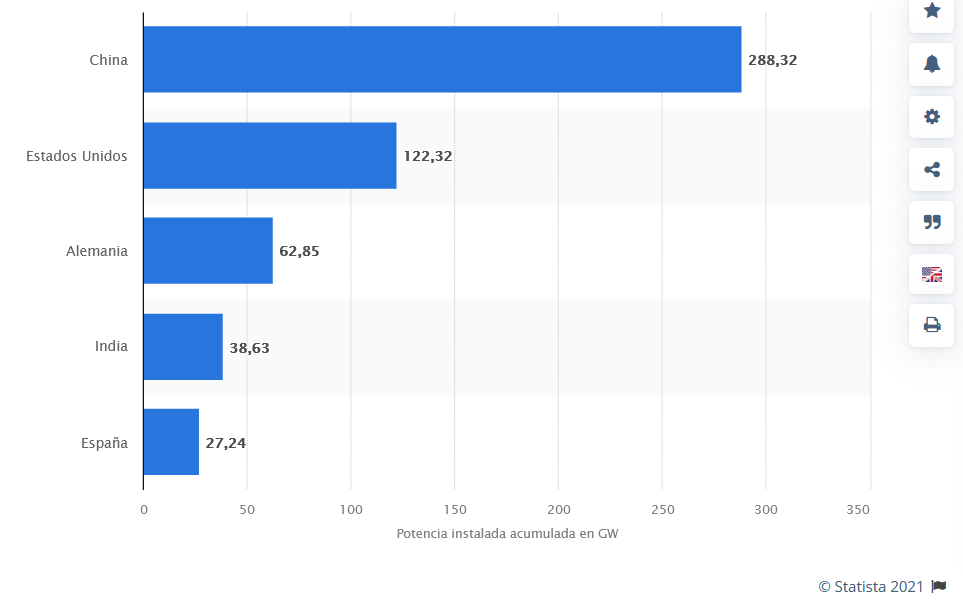 China
288,32
Estados Unidos
122,32
Alemania
62,85
India
38,63
España
27,24
0 50 100 150 200 250 300 350
Potencia instalada acumulada en GW
© Statista 2021